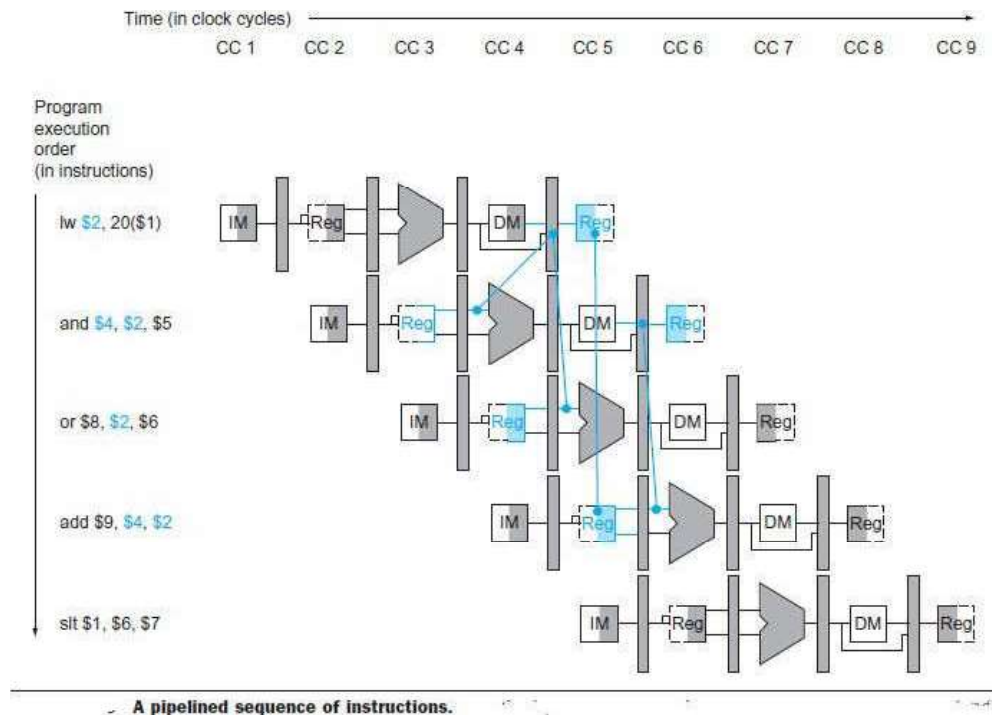 Time (in clock cycles)
CC 1 CC 2 CC 3 CC 4 CC 5 CC 6 CC 7 CC 8 CC 9
Program
execution
order
(in instructions)
lw $2, 20($1)
IM Reg DM Reg
and $4, $2, $5
IM Reg DM Reg
or $8, $2, $6
IM Reg DM Reg
add $9, $4, $2
IM Reg DM Reg
slt $1, $6, $7
IM Reg DM Reg
A pipelined sequence of instructions.